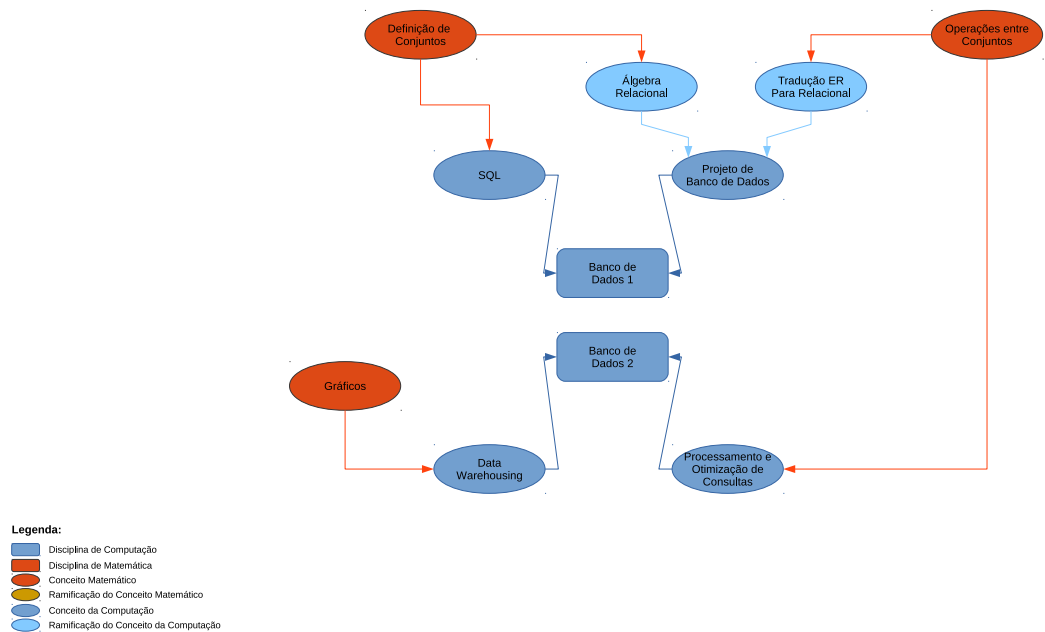 Definição de
Conjuntos
Operações entre
Conjuntos
Álgebra
Relacional
Tradução ER
Para Relacional
SQL
Projeto de
Banco de Dados
Banco de
Dados 1
Banco de
Dados 2
Gráficos
Data
Warehousing
Processamento e
Otimização de
Consultas
Legenda:
Disciplina de Computação
Disciplina de Matemática
Conceito Matemático
Ramificação do Conceito Matemático
Conceito da Computação
Ramificação do Conceito da Computação